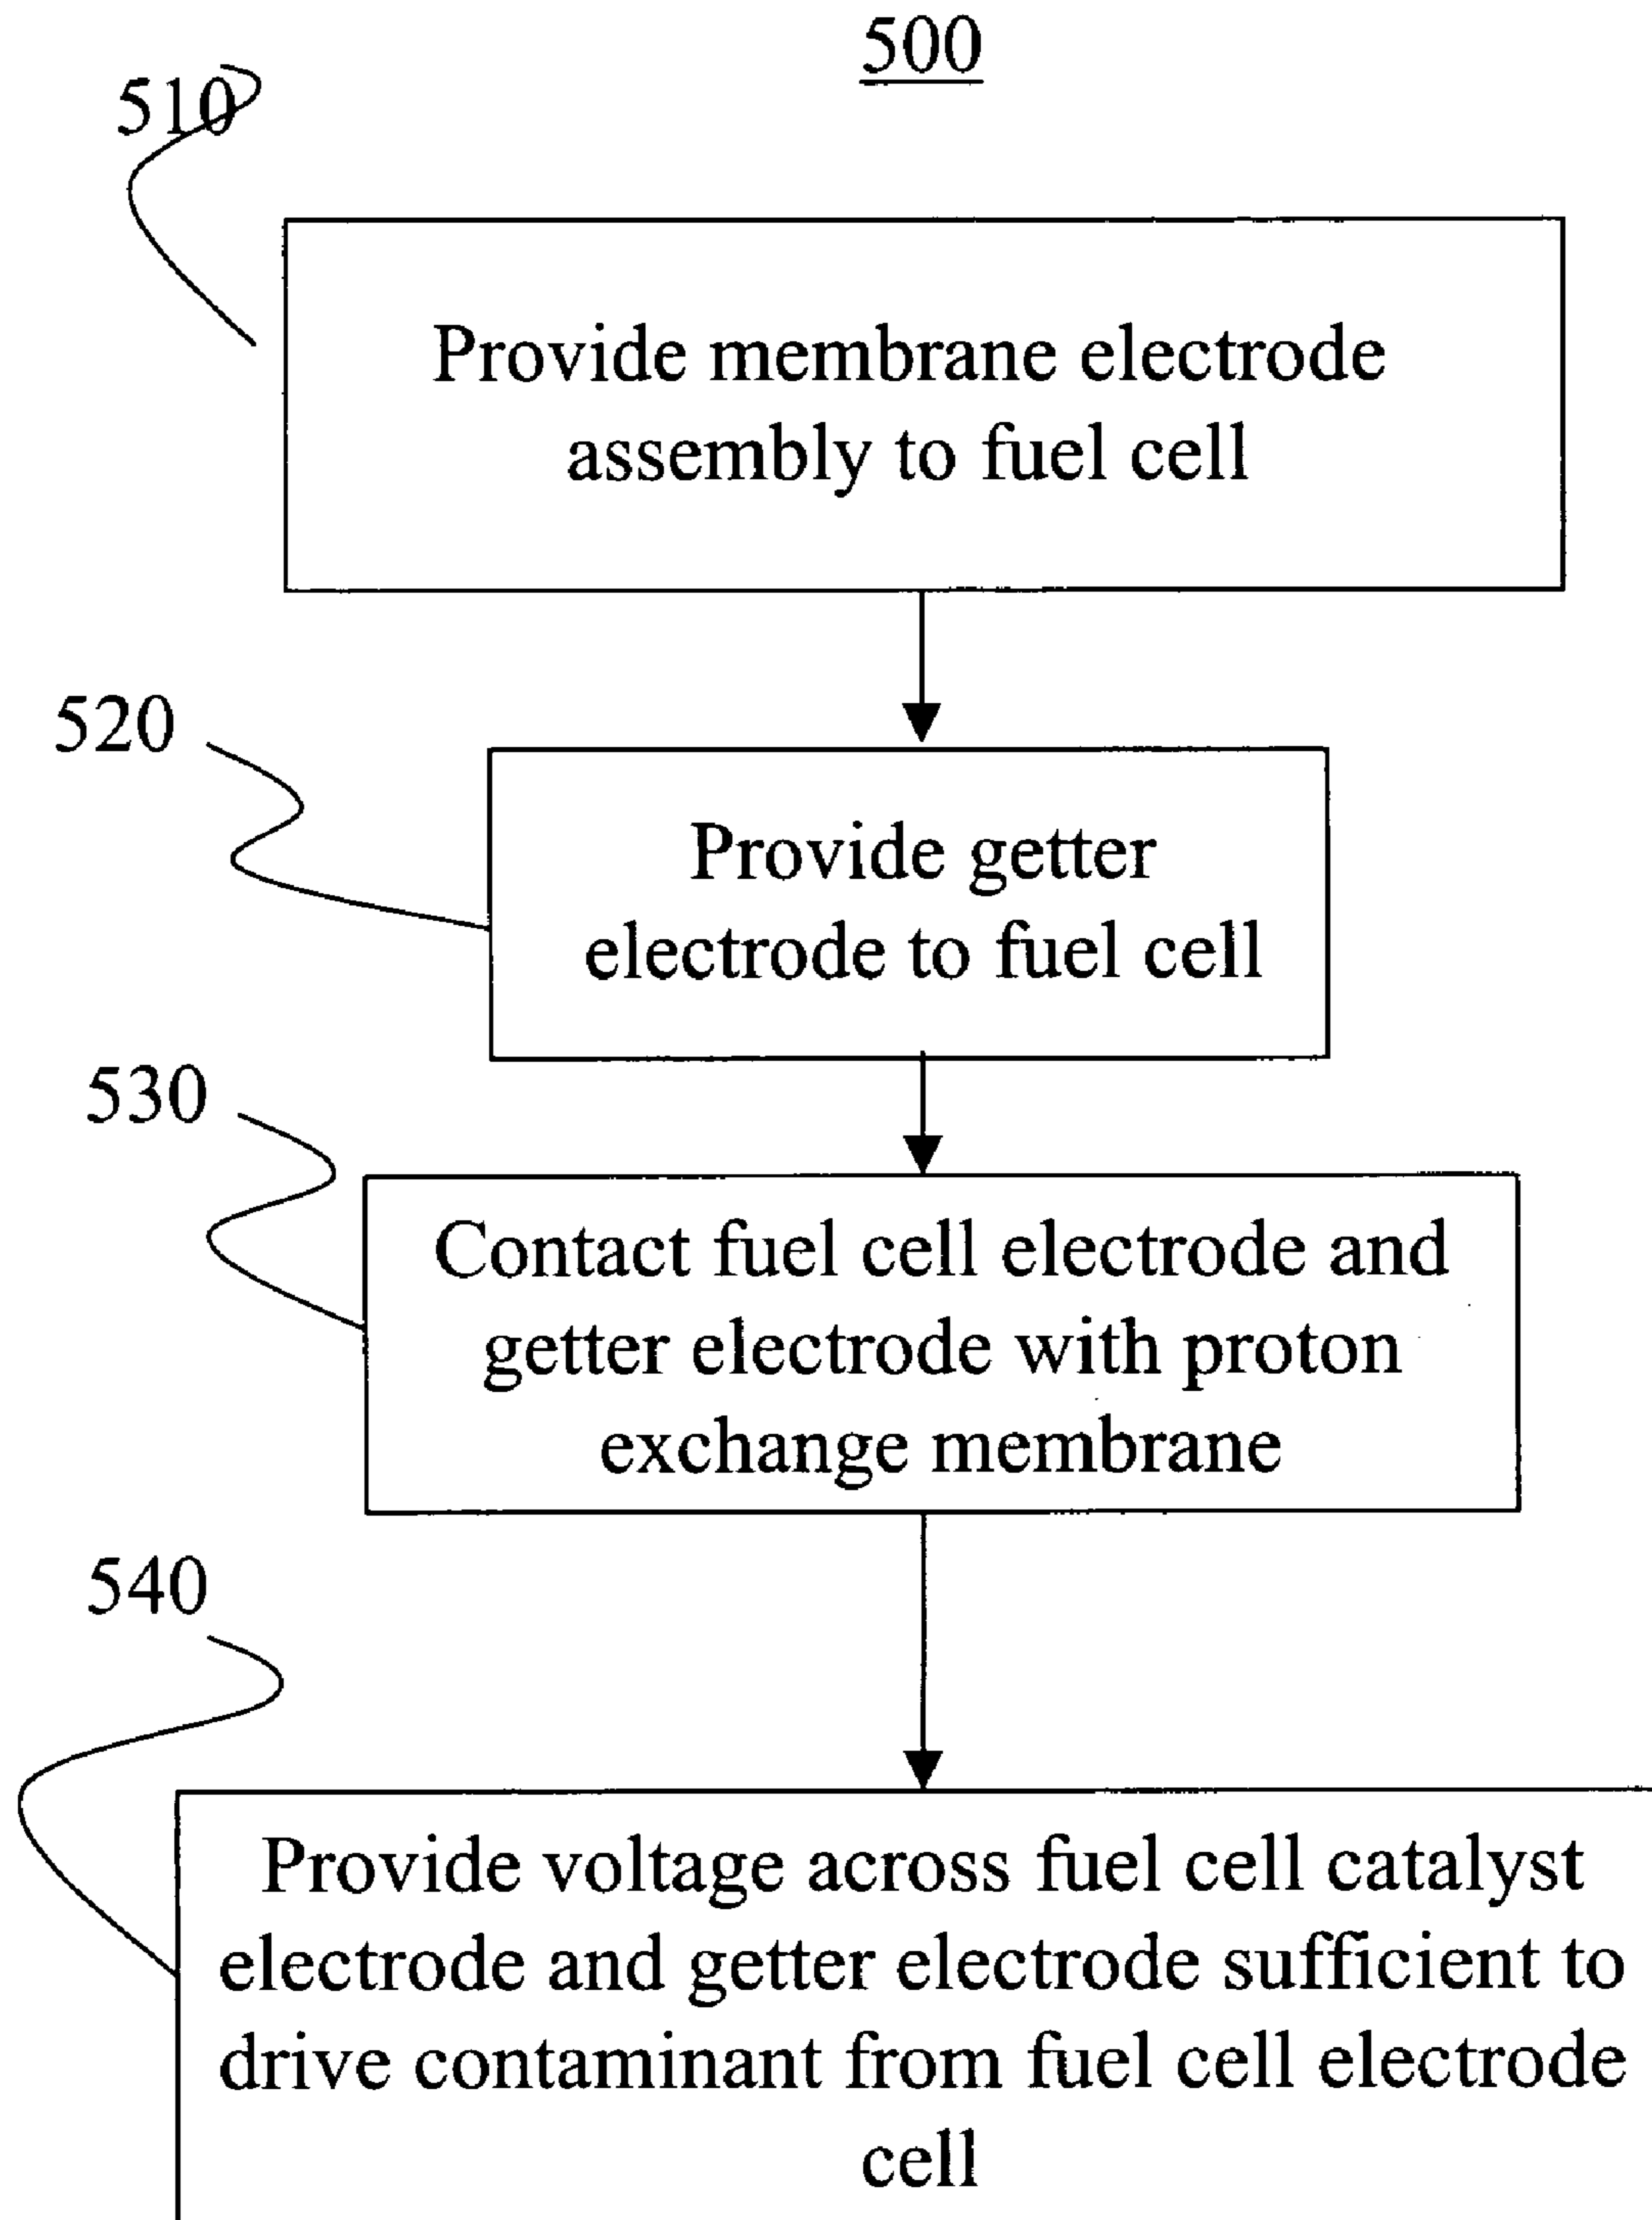 500
510
Provide membrane electrode
assembly to fuel cell
520
Provide getter
electrode to fuel cell
530
Contact fuel cell electrode and
getter electrode with proton
exchange membrane
540
Provide voltage across fuel cell catalyst
electrode and getter electrode sufficient to
drive contaminant from fuel cell electrode
cell